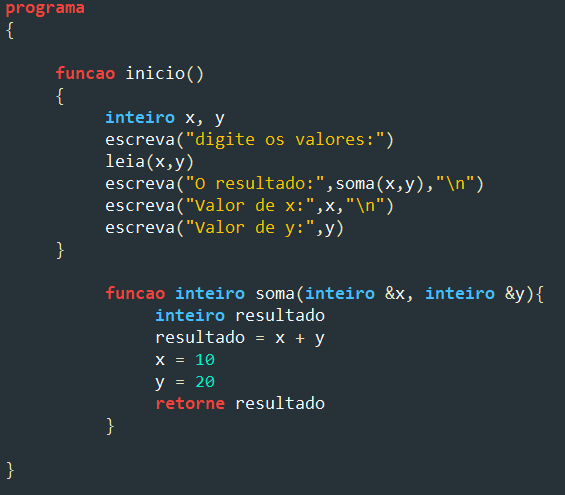 programa
{
funcao inicio()
{
inteiro x, y
escreva("digite os valores:")
leia(x,y)
escreva("O resultado:",soma(x,y),"\n")
escreva("Valor de x:",x,"\n")
escreva("Valor de y:",y)
}
funcao inteiro soma(inteiro &x, inteiro &y){
inteiro resultado
resultado = x + y
x = 10
y = 20
retorne resultado
}
}